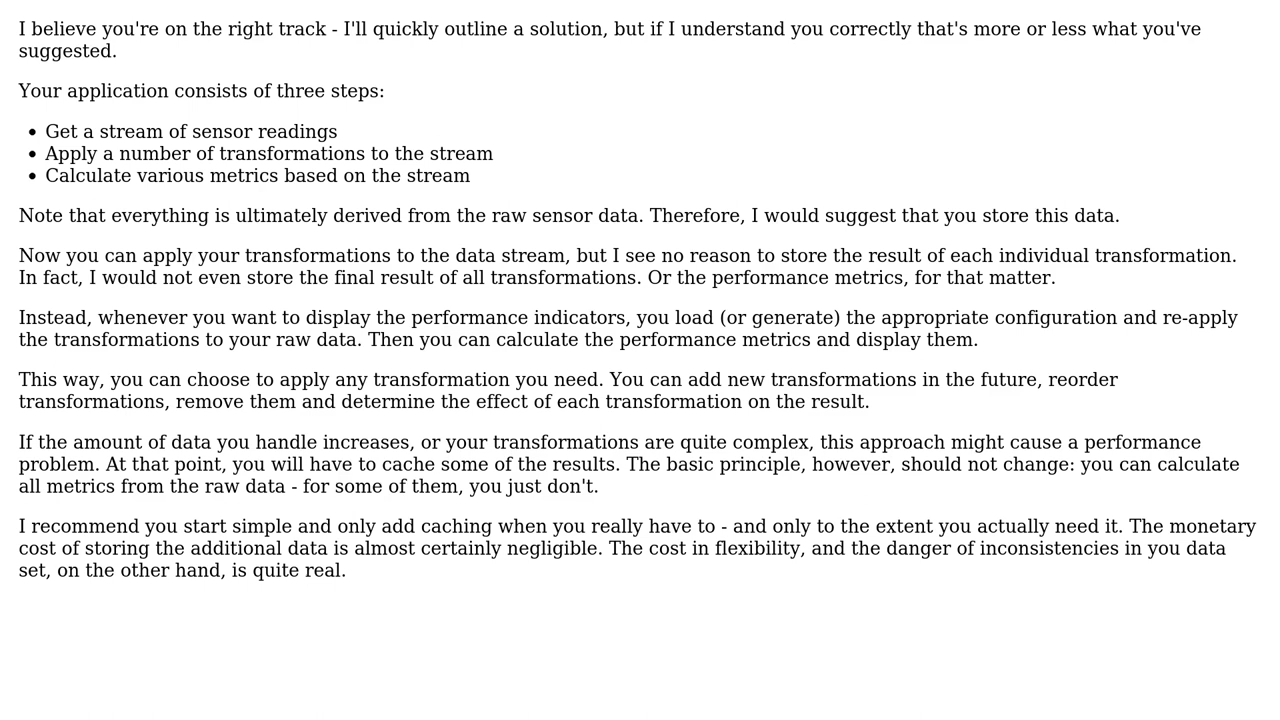 I believe you're on the right track - I'll quickly outline a solution, but if I understand you correctly that's more or less what you've
suggested.
Your application consists of three steps:
• Get a stream of sensor readings
• Apply a number of transformations to the stream
• Calculate various metrics based on the stream
Note that everything is ultimately derived from the raw sensor data. Therefore, I would suggest that you store this data.
Now you can apply your transformations to the data stream, but I see no reason to store the result of each individual transformation.
In fact, I would not even store the final result of all transformations. Or the performance metrics, for that matter.
Instead, whenever you want to display the performance indicators, you load (or generate) the appropriate configuration and re-apply
the transformations to your raw data. Then you can calculate the performance metrics and display them.
This way, you can choose to apply any transformation you need. You can add new transformations in the future, reorder
transformations, remove them and determine the effect of each transformation on the result.
If the amount of data you handle increases, or your transformations are quite complex, this approach might cause a performance
problem. At that point, you will have to cache some of the results. The basic principle, however, should not change: you can calculate
all metrics from the raw data - for some of them, you just don't.
I recommend you start simple and only add caching when you really have to - and only to the extent you actually need it. The monetary
cost of storing the additional data is almost certainly negligible. The cost in flexibility, and the danger of inconsistencies in you data
set, on the other hand, is quite real.